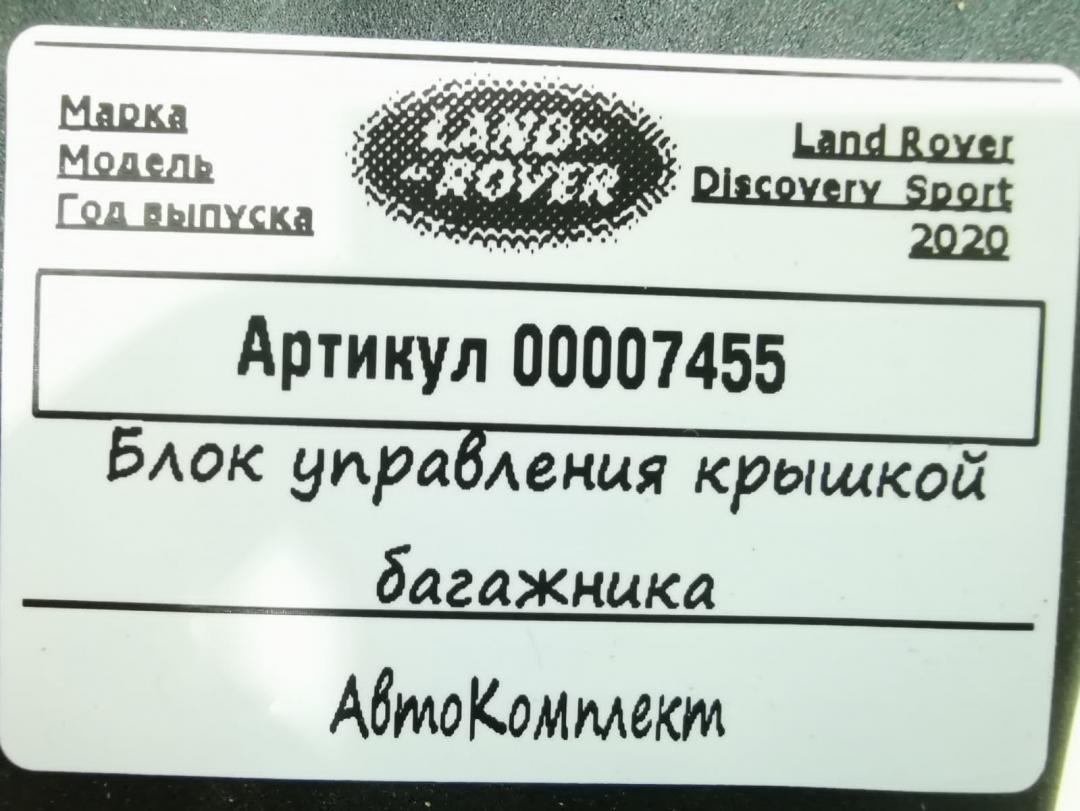 Марка
Модель
Год выпуска
LAND-
-ROVER
Land Rover
Discovery Sport
2020
Артикул 00007455
Блок управления крышкой
багажника
АвтоКомплект